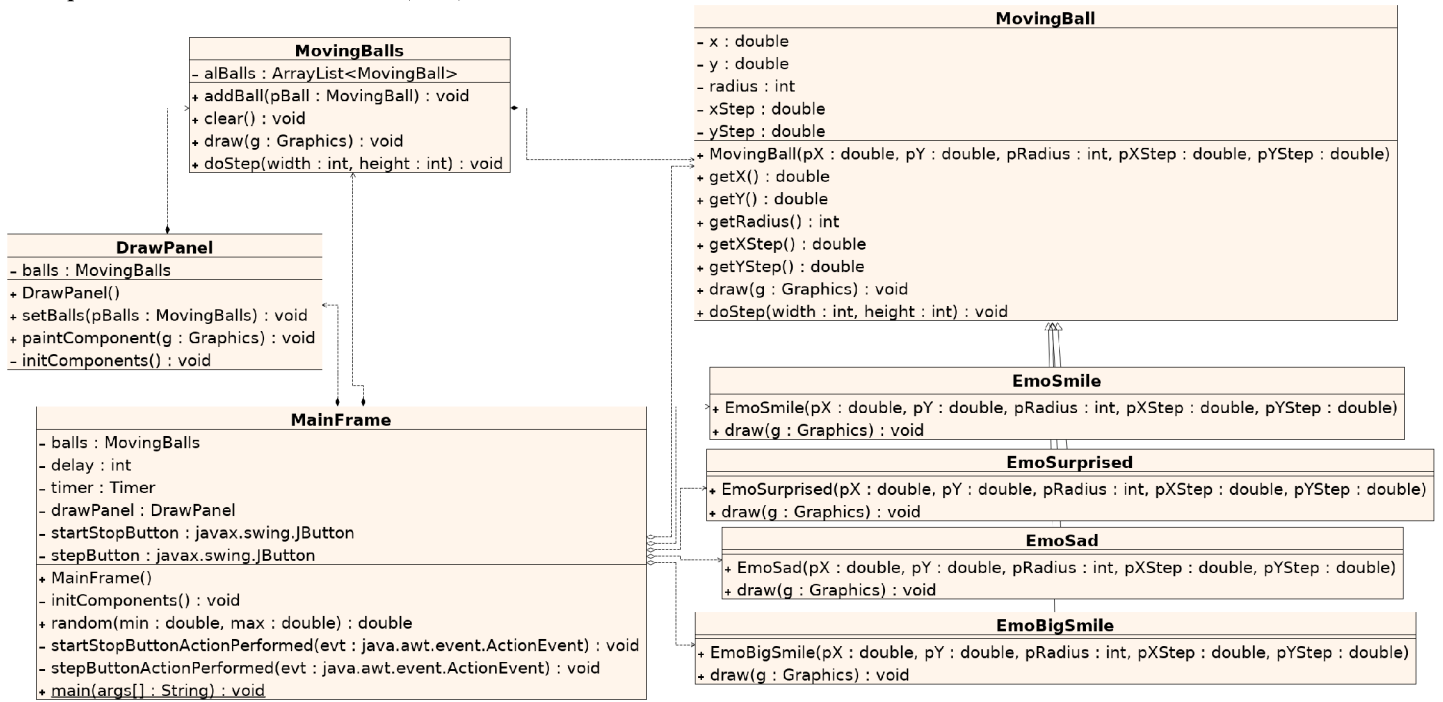 MovingBalls
- alBalls : ArrayList<MovingBall>
+ addBall(pBall : MovingBall) : void
+ clear() : void
+ draw(g : Graphics) : void
+ doStep(width : int, height : int) : void
MovingBall
- x : double
- y : double
- radius : int
- xStep : double
- yStep : double
+ MovingBall(pX : double, pY : double, pRadius : int, pXStep : double, pYStep : double)
+ getX() : double
+ getY() : double
+ getRadius() : int
+ getXStep() : double
+ getYStep() : double
+ draw(g : Graphics) : void
+ doStep(width : int, height : int) : void
DrawPanel
- balls : MovingBalls
+ DrawPanel()
+ setBalls(pBalls : MovingBalls) : void
+ paintComponent(g : Graphics) : void
- initComponents() : void
MainFrame
- balls : MovingBalls
- delay : int
- timer : Timer
- drawPanel : DrawPanel
- startStopButton : javax.swing.JButton
- stepButton : javax.swing.JButton
+ MainFrame()
- initComponents() : void
+ random(min : double, max : double) : double
- startStopButtonActionPerformed(evt : java.awt.event.ActionEvent) : void
- stepButtonActionPerformed(evt : java.awt.event.ActionEvent) : void
+ main(args[] : String) : void
EmoSmile
+ EmoSmile(pX : double, pY : double, pRadius : int, pXStep : double, pYStep : double)
+ draw(g : Graphics) : void
EmoSurprised
+ EmoSurprised(pX : double, pY : double, pRadius : int, pXStep : double, pYStep : double)
+ draw(g : Graphics) : void
EmoSad
+ EmoSad(pX : double, pY : double, pRadius : int, pXStep : double, pYStep : double)
+ draw(g : Graphics) : void
EmoBigSmile
+ EmoBigSmile(pX : double, pY : double, pRadius : int, pXStep : double, pYStep : double)
+ draw(g : Graphics) : void